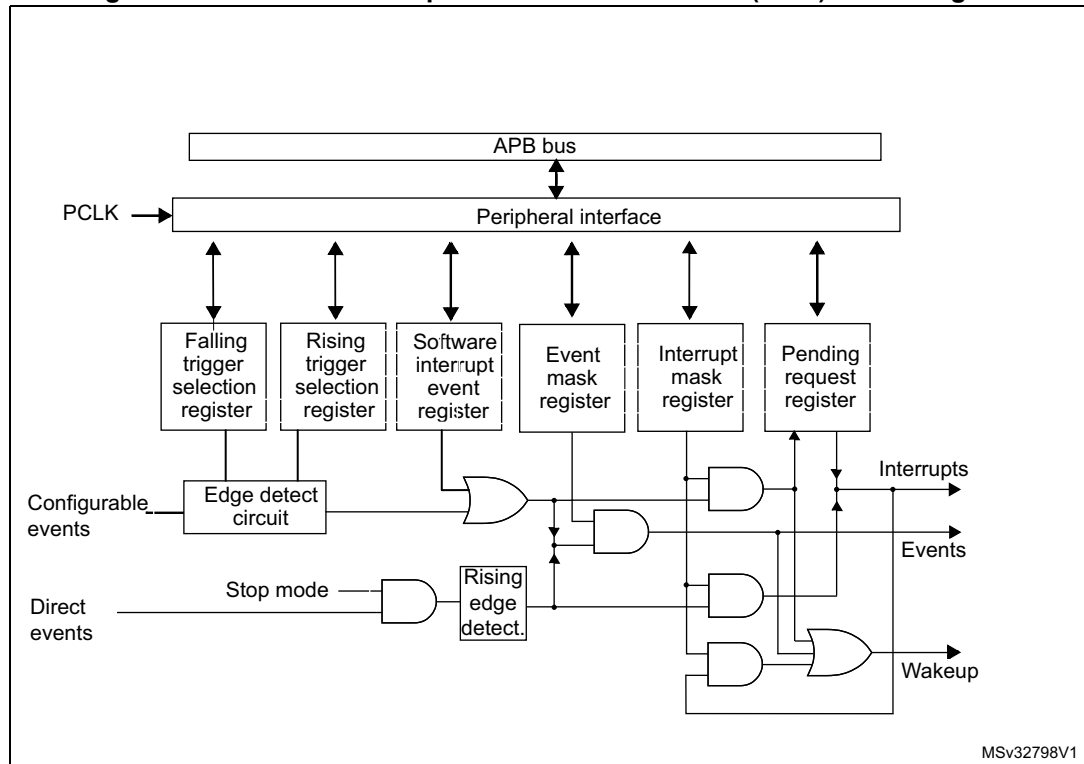 APB bus
PCLK
Peripheral interface
Falling
trigger
selection
register
Rising
trigger
selection
register
Software
interrupt
event
register
Event
mask
register
Interrupt
mask
register
Pending
request
register
Interrupts
Configurable
events
Edge detect
circuit
Events
Stop mode
Rising
edge
detect.
Direct
events
Wakeup
MSv32798V1